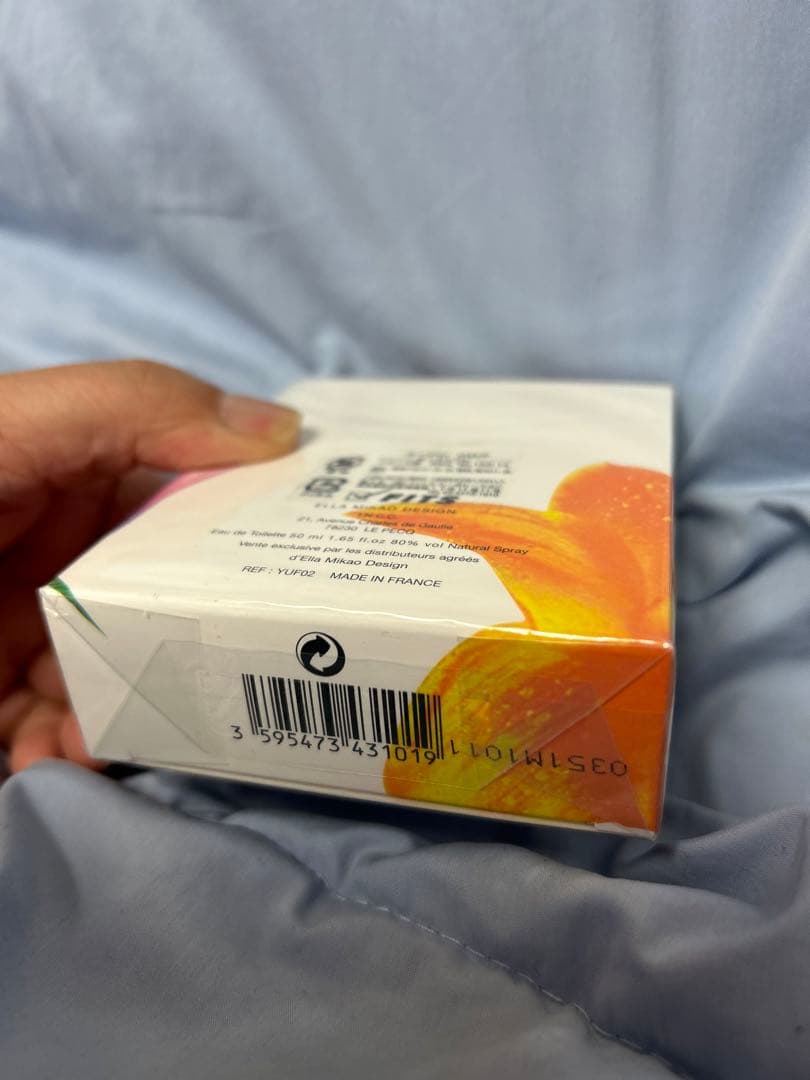 FITS
ELLA MIKAO DESIGN
21, Avenue Charles de Gaulle
78230 LE PECQ
Eau de Toilette 50 ml 1.65 fl.oz 80% vol Natural Spray
Vente exclusive par les distributeurs agréés
d'Ella Mikao Design
REF : YUF02 MADE IN FRANCE
3 595473 431019
0351M1011